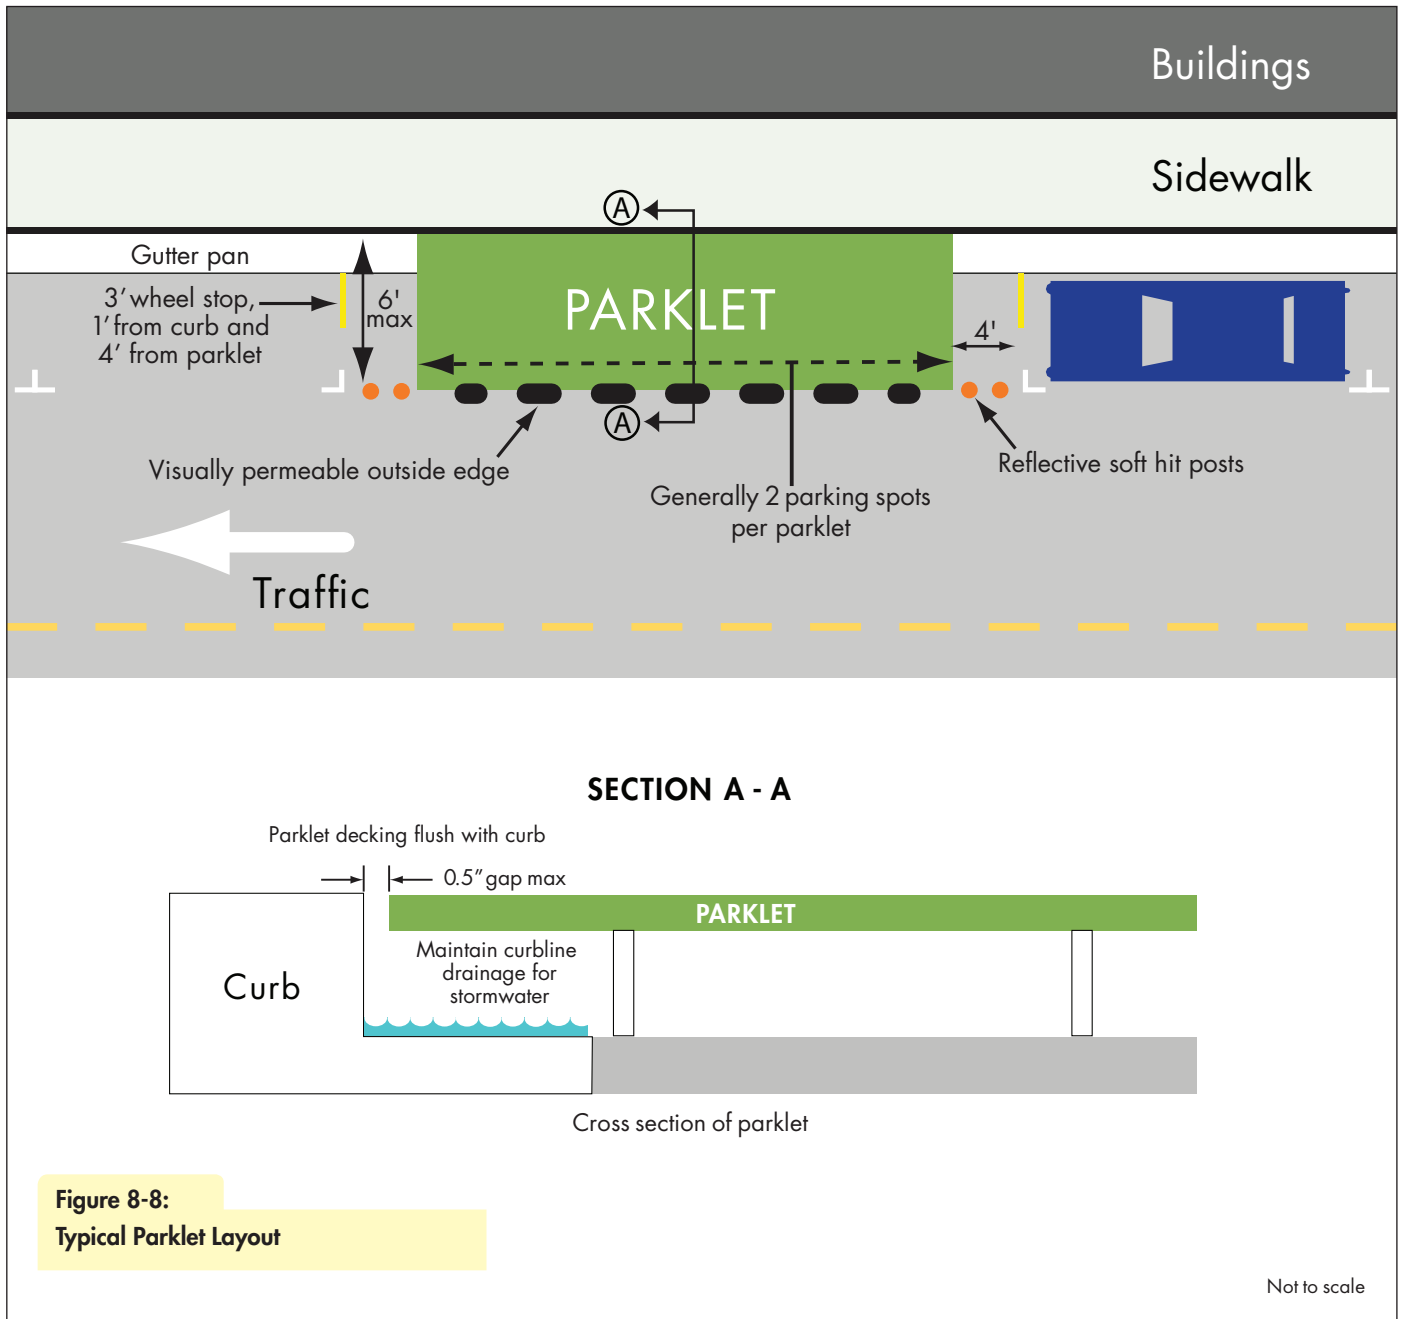 Buildings
Sidewalk
A
Gutter pan
3' wheel stop,
1' from curb and
4' from parklet
6'
max
PARKLET
4'
A
Visually permeable outside edge
Generally 2 parking spots
per parklet
Reflective soft hit posts
Traffic
SECTION A - A
Parklet decking flush with curb
0.5" gap max
PARKLET
Maintain curbline
drainage for
stormwater
Curb
Cross section of parklet
Figure 8-8:
Typical Parklet Layout
Not to scale